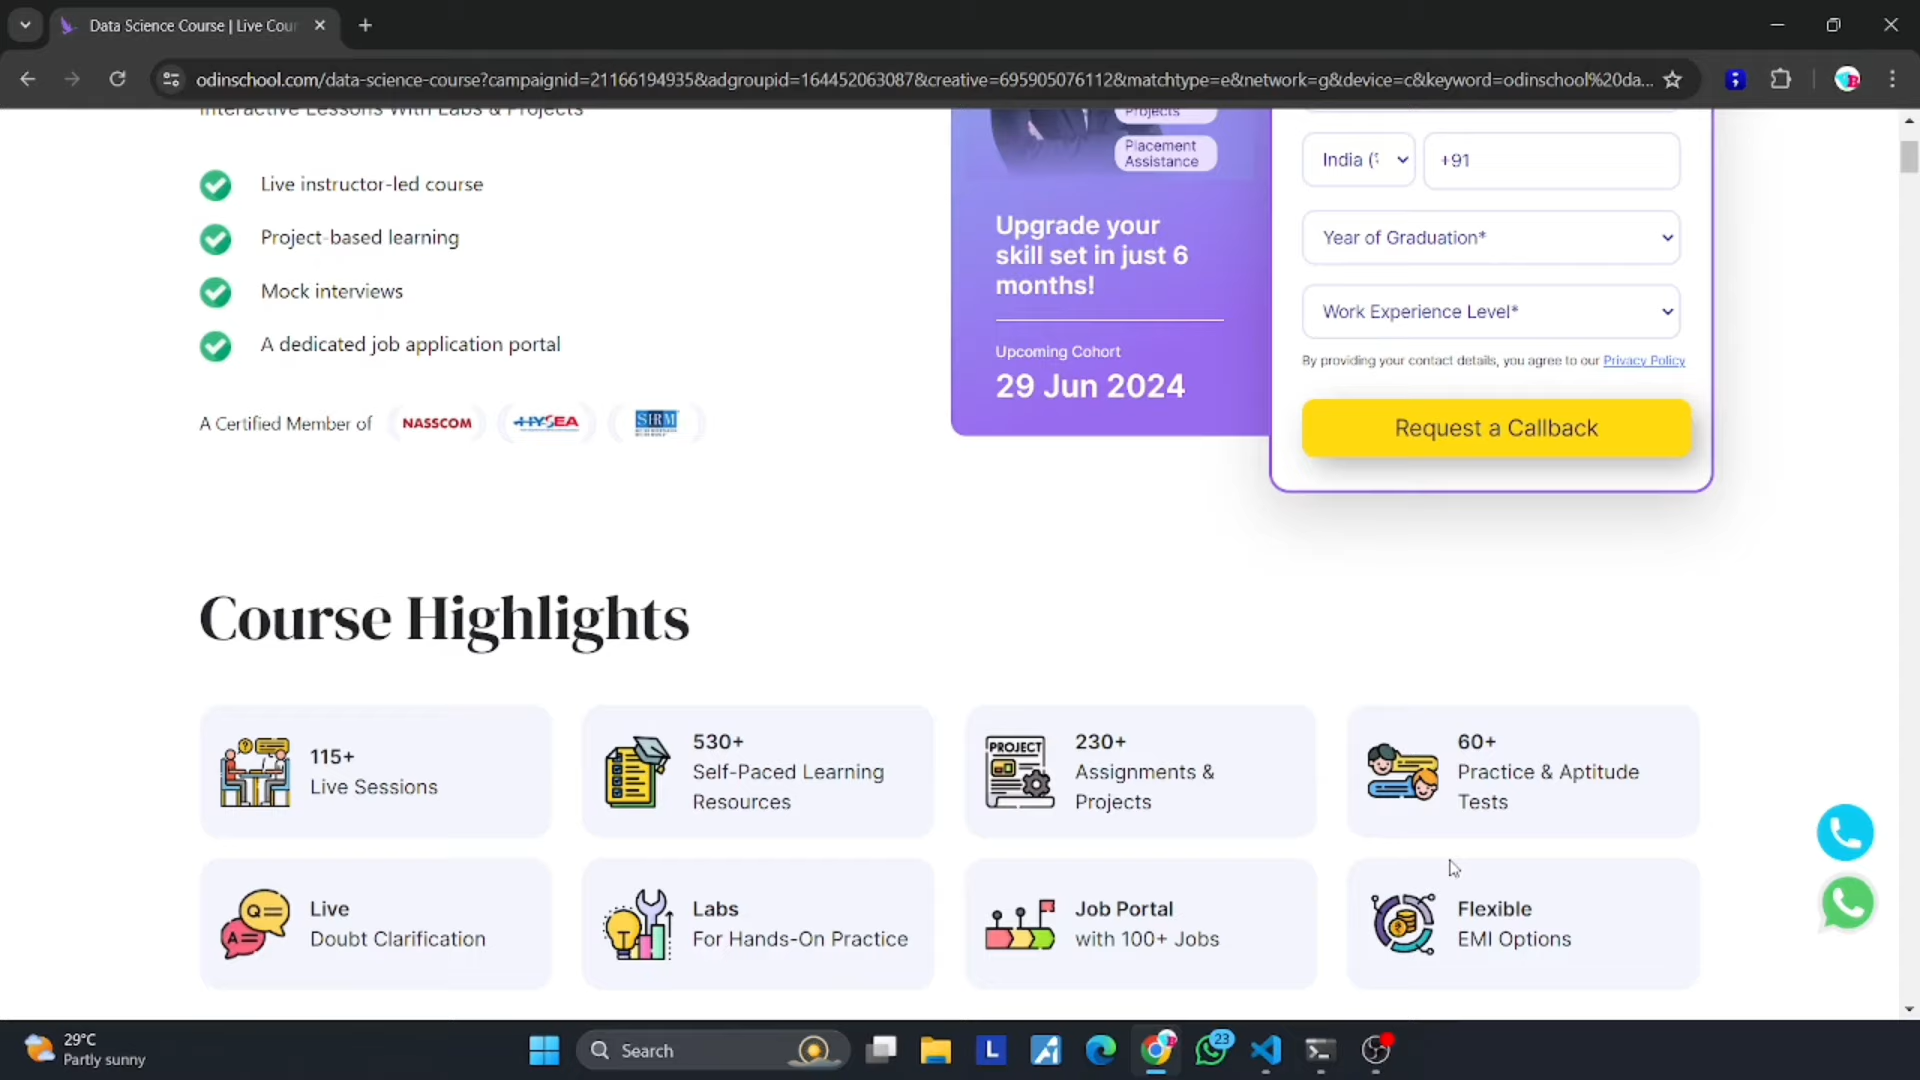 Data Science Course | Live Cour
odinschool.com/data-science-course?campaignid=21166194935&adgroupid=164452063087&creative=695905076112&matchtype=e&network=g&device=c&keyword=odinschool%20da...
Interactive Lessons With Labs & Projects
Live instructor-led course
Project-based learning
Mock interviews
A dedicated job application portal
A Certified Member of
NASSCOM
HYSEA
Projects
Placement
Assistance
Upgrade your
skill set in just 6
months!
Upcoming Cohort
29 Jun 2024
India (
+91
Year of Graduation*
Work Experience Level*
By providing your contact details, you agree to our Privacy Policy
Request a Callback
Course Highlights
115+
Live Sessions
530+
Self-Paced Learning
Resources
PROJECT
230+
Assignments &
Projects
60+
Practice & Aptitude
Tests
Q
A
Live
Doubt Clarification
T
Labs
For Hands-On Practice
Job Portal
with 100+ Jobs
Flexible
EMI Options
29°C
Partly sunny
Search
L
23